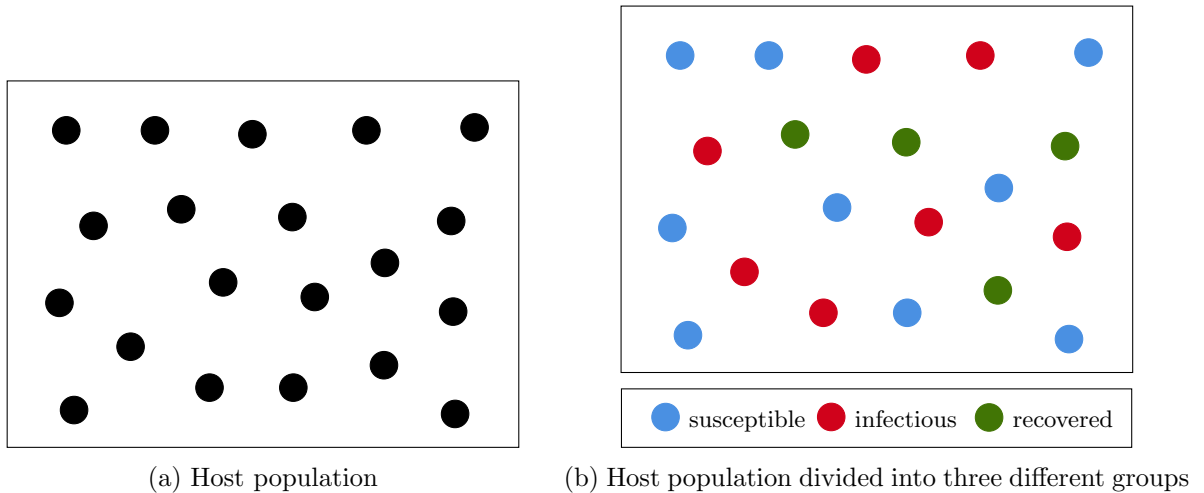 susceptible infectious recovered
(a) Host population
(b) Host population divided into three different groups